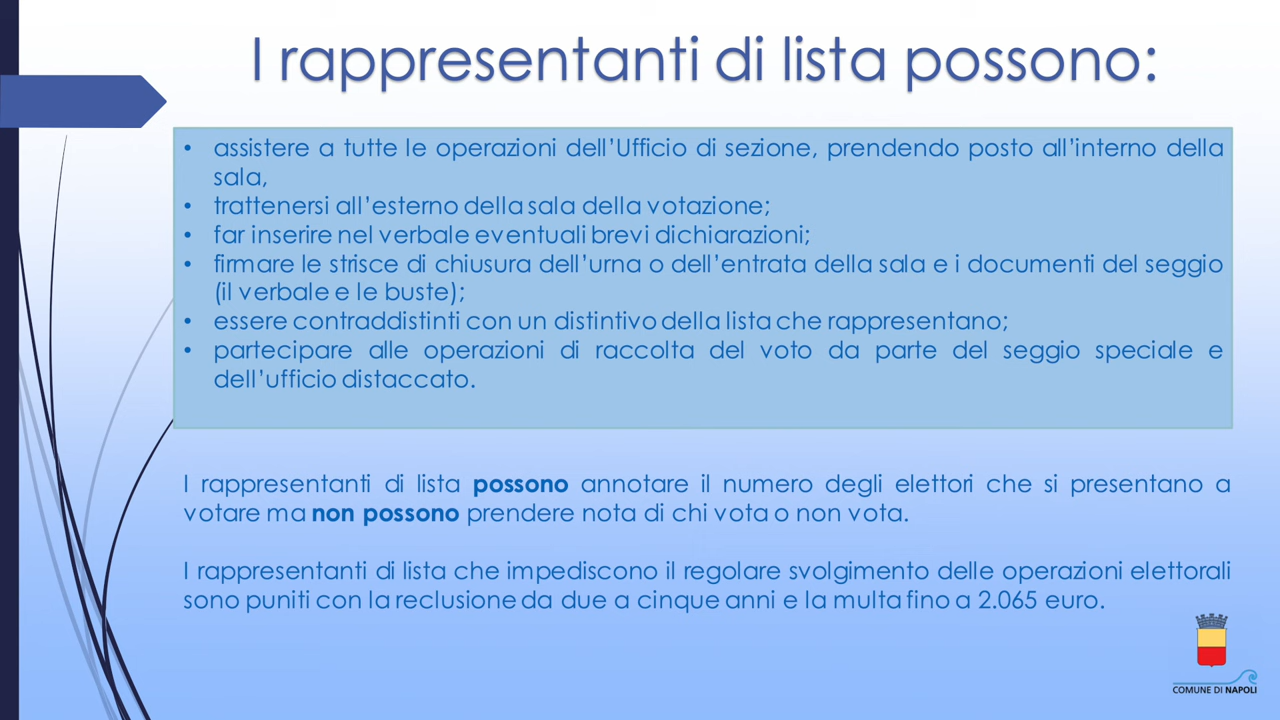 I rappresentanti di lista possono:
• assistere a tutte le operazioni dell'Ufficio di sezione, prendendo posto all'interno della
sala,
• trattenersi all'esterno della sala della votazione;
• far inserire nel verbale eventuali brevi dichiarazioni;
• firmare le strisce di chiusura dell'urna o dell'entrata della sala e i documenti del seggio
(il verbale e le buste);
• essere contraddistinti con un distintivo della lista che rappresentano;
• partecipare alle operazioni di raccolta del voto da parte del seggio speciale e
dell'ufficio distaccato.
I rappresentanti di lista possono annotare il numero degli elettori che si presentano a
votare ma non possono prendere nota di chi vota o non vota.
I rappresentanti di lista che impediscono il regolare svolgimento delle operazioni elettorali
sono puniti con la reclusione da due a cinque anni e la multa fino a 2.065 euro.
COMUNE DI NAPOLI